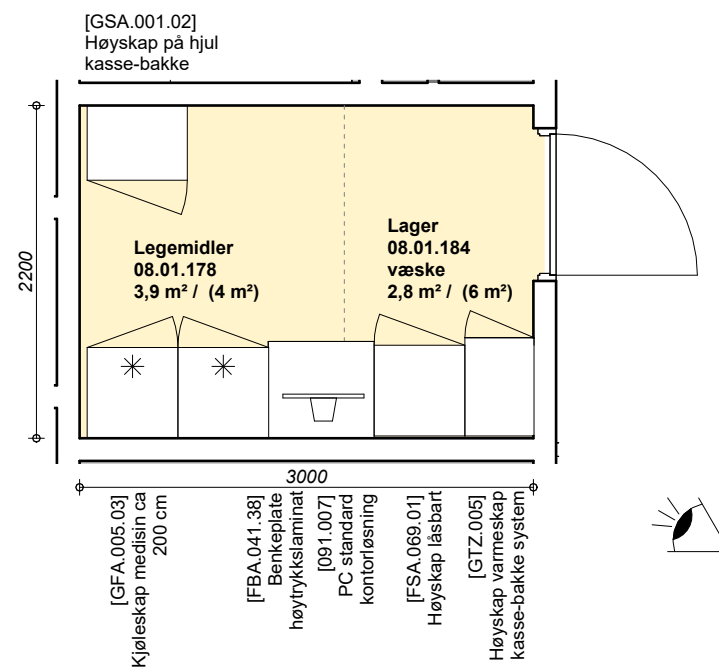 [GSA.001.02]
Høyskap på hjul
kasse-bakke
2200
Legemidler
08.01.178
3,9 m² / (4 m²)
Lager
08.01.184
væske
2,8 m² / (6 m²)
3000
[GFA.005.03]
Kjøleskap medisin ca
200 cm
[FBA.041.38]
Benkeplate
høytrykkslaminat
[091.007]
PC standard
kontorløsning
[FSA.069.01]
Høyskap låsbart
[GTZ.005]
Høyskap varmeskap
kasse-bakke system